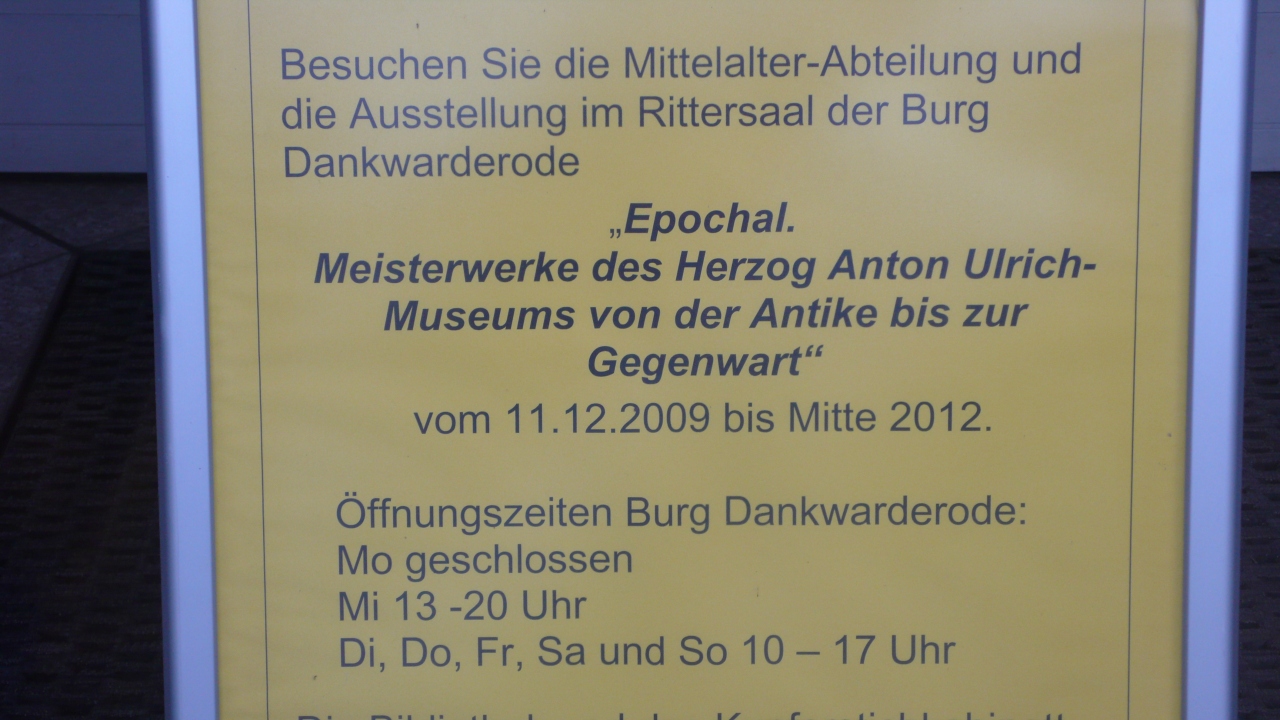 Besuchen Sie die Mittelalter-Abteilung und
die Ausstellung im Rittersaal der Burg
Dankwarderode
„Epochal.
Meisterwerke des Herzog Anton Ulrich-
Museums von der Antike bis zur
Gegenwart“
vom 11.12.2009 bis Mitte 2012.
Öffnungszeiten Burg Dankwarderode:
Mo geschlossen
Mi 13 -20 Uhr
Di, Do, Fr, Sa und So 10 – 17 Uhr